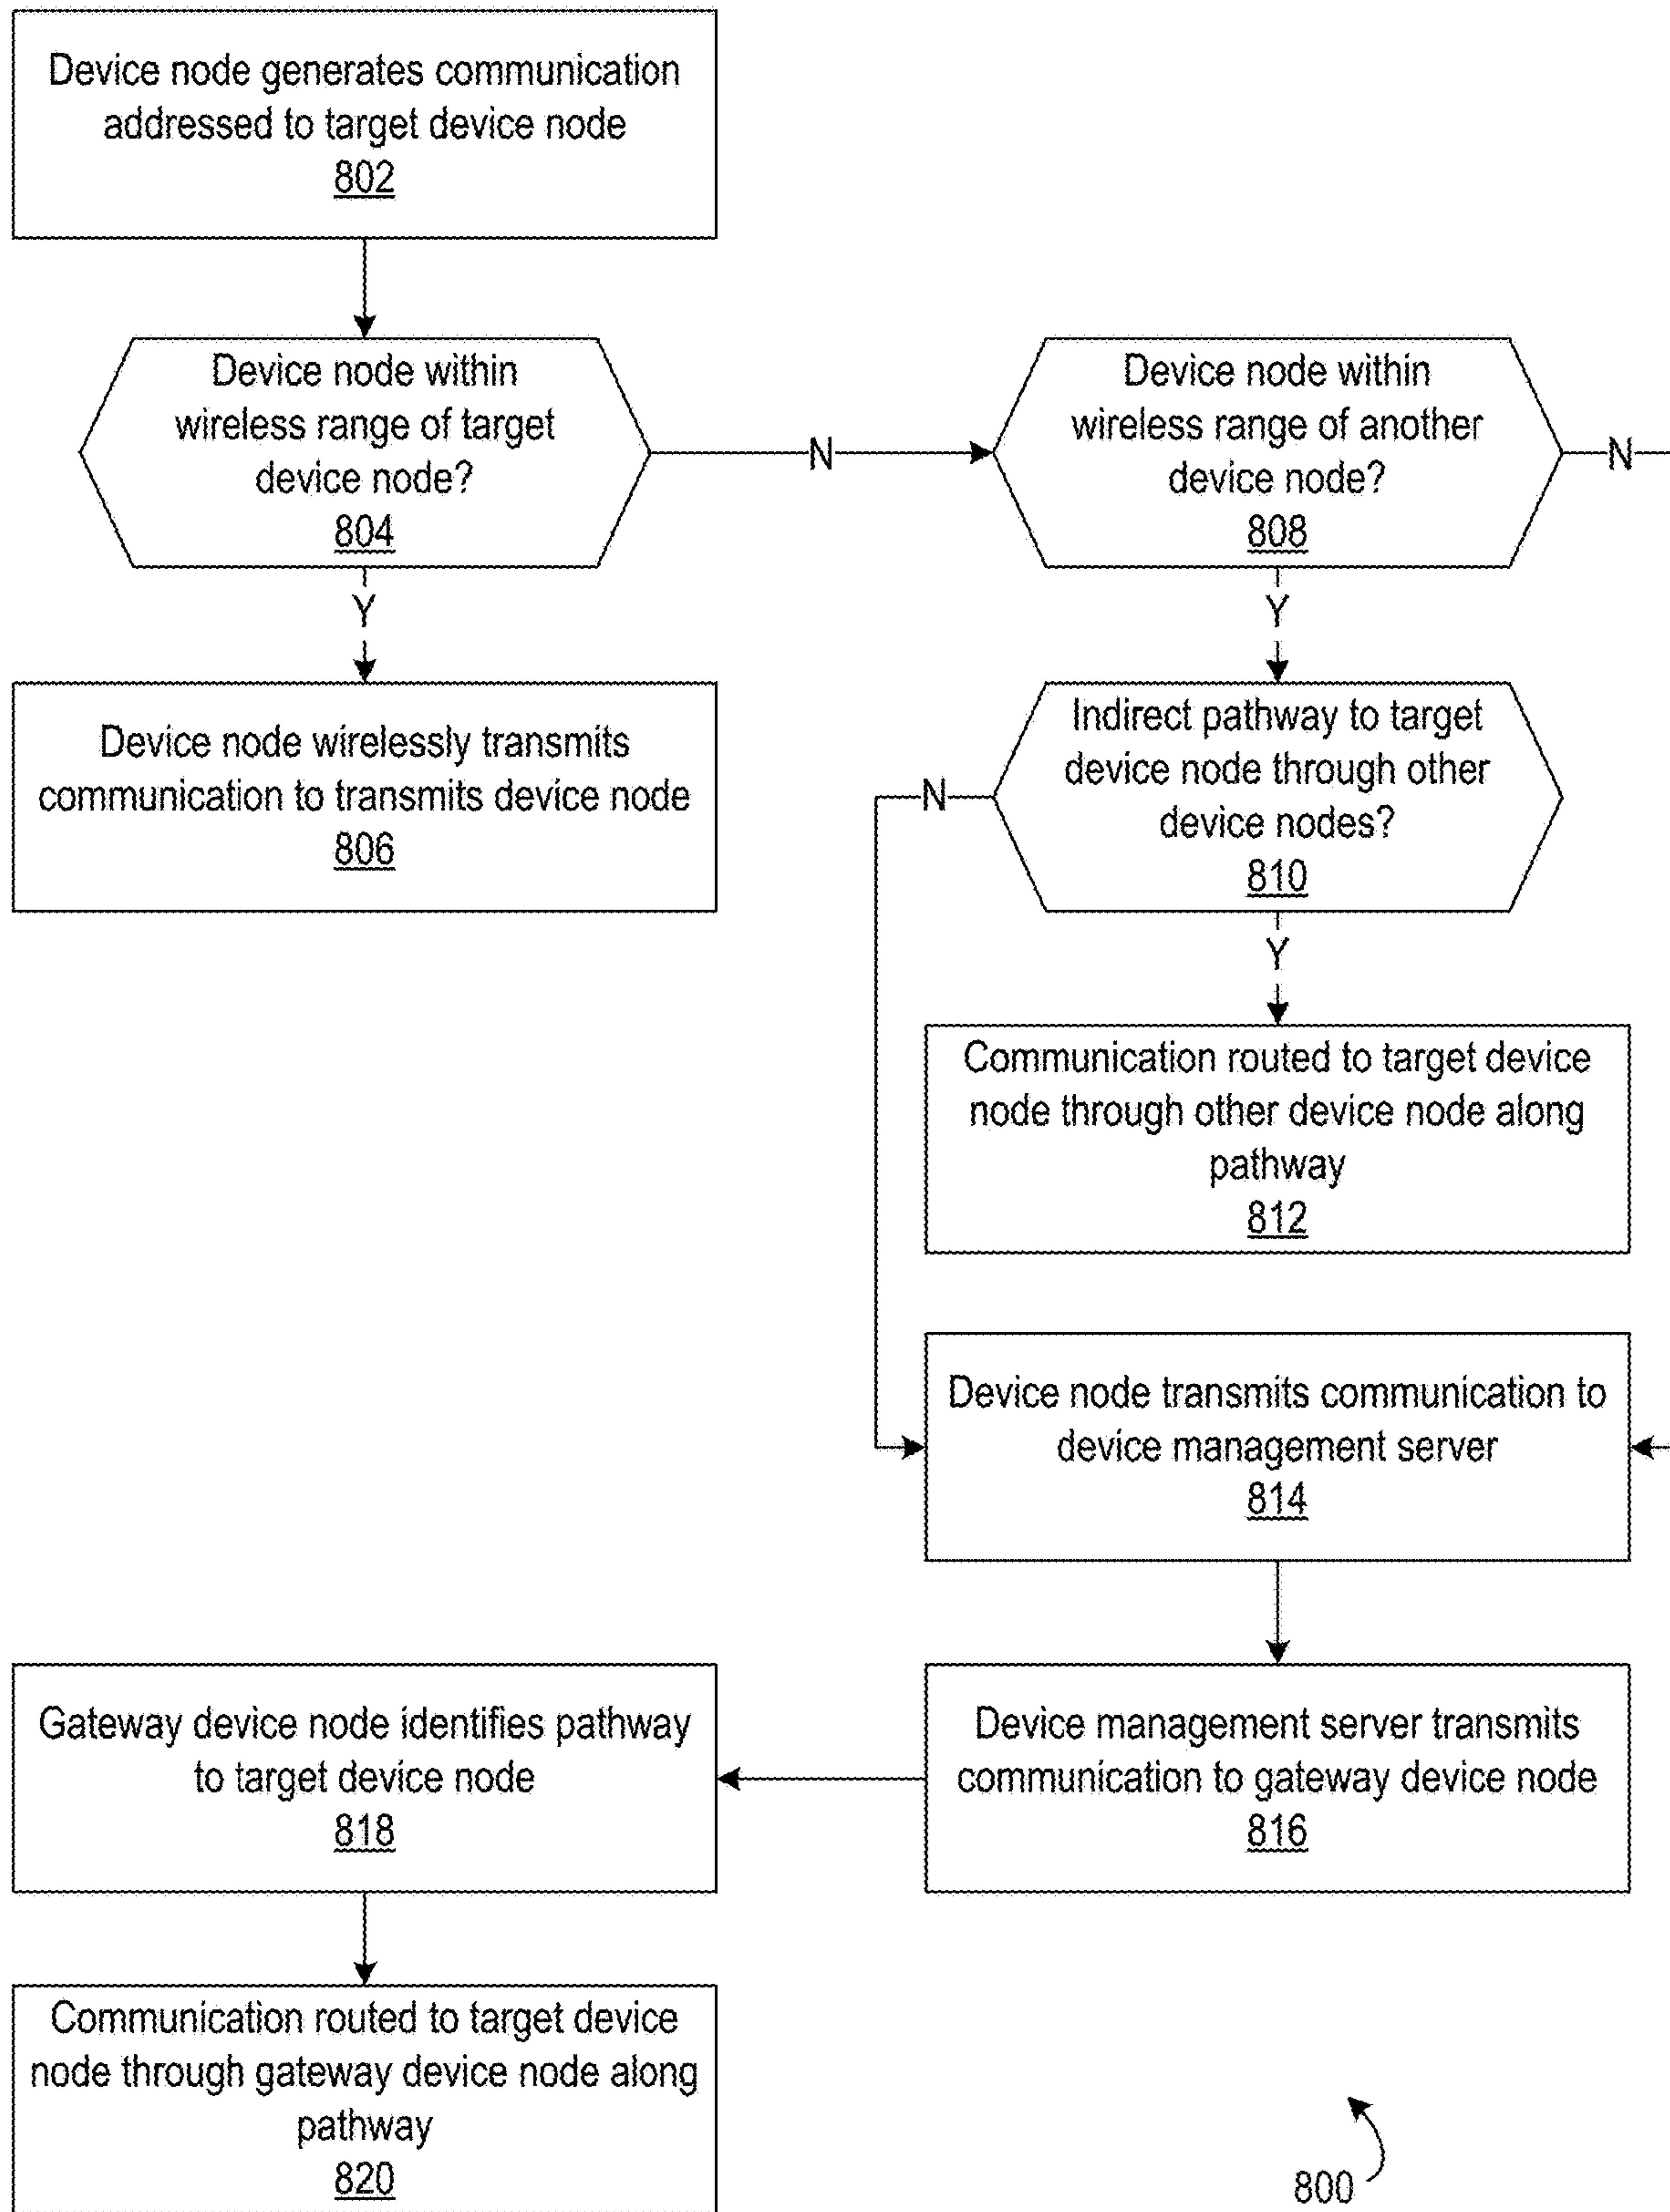 Device node generates communication
addressed to target device node
802
Device node within
wireless range of target
device node?
804
N
Device node within
wireless range of another
device node?
808
N
Y
Device node wirelessly transmits
communication to transmits device node
806
Y
Indirect pathway to target
device node through other
device nodes?
810
N
Y
Communication routed to target device
node through other device node along
pathway
812
Device node transmits communication to
device management server
814
Device management server transmits
communication to gateway device node
816
Gateway device node identifies pathway
to target device node
818
Communication routed to target device
node through gateway device node along
pathway
820
800